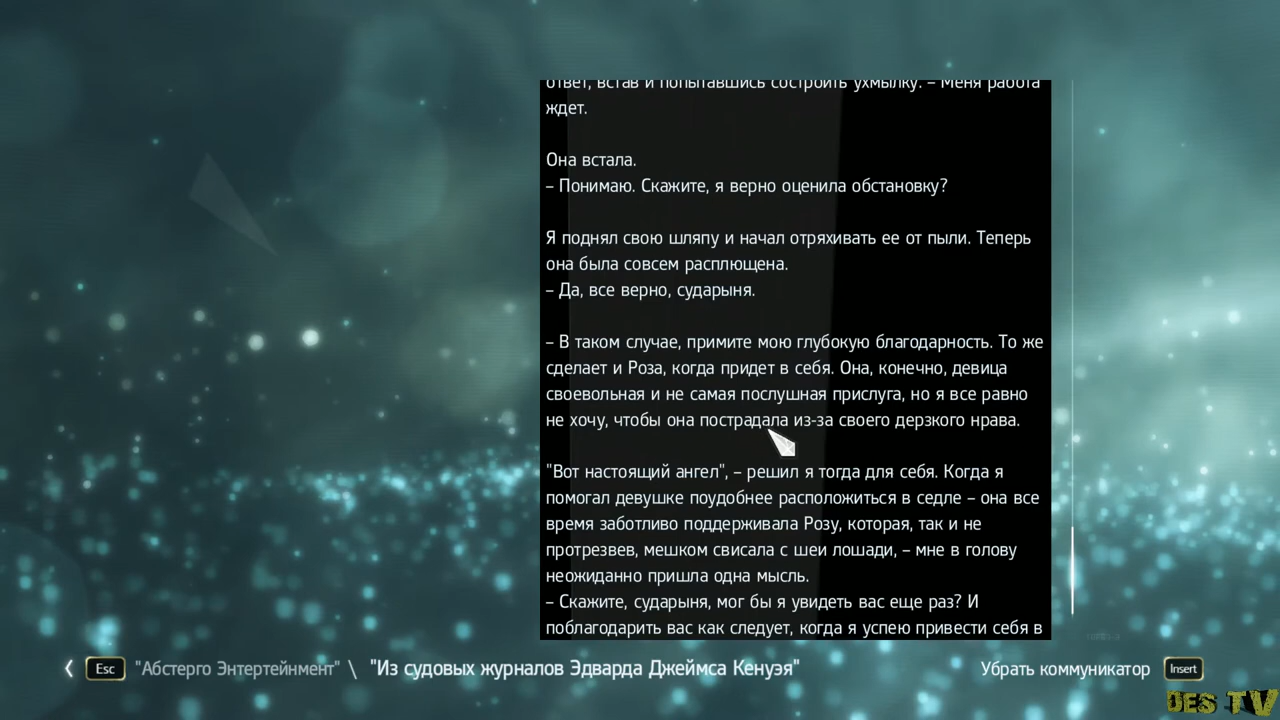 ответ, встав и попытавшись состроить ухмылку. – Меня работа
ждет.
Она встала.
– Понимаю. Скажите, я верно оценила обстановку?
Я поднял свою шляпу и начал отряхивать ее от пыли. Теперь
она была совсем расплющена.
– Да, все верно, сударыня.
– В таком случае, примите мою глубокую благодарность. То же
сделает и Роза, когда придет в себя. Она, конечно, девица
своевольная и не самая послушная прислуга, но я все равно
не хочу, чтобы она пострадала из-за своего дерзкого нрава.
"Вот настоящий ангел", – решил я тогда для себя. Когда я
помогал девушке поудобнее расположиться в седле – она все
время заботливо поддерживала Розу, которая, так и не
протрезвев, мешком свисала с шеи лошади, – мне в голову
неожиданно пришла одна мысль.
– Скажите, сударыня, мог бы я увидеть вас еще раз? И
поблагодарить вас как следует, когда я успею привести себя в
Esc "Абстерго Энтертейнмент" \ "Из судовых журналов Эдварда Джеймса Кенуэя"
Убрать коммуникатор Insert
DES TV